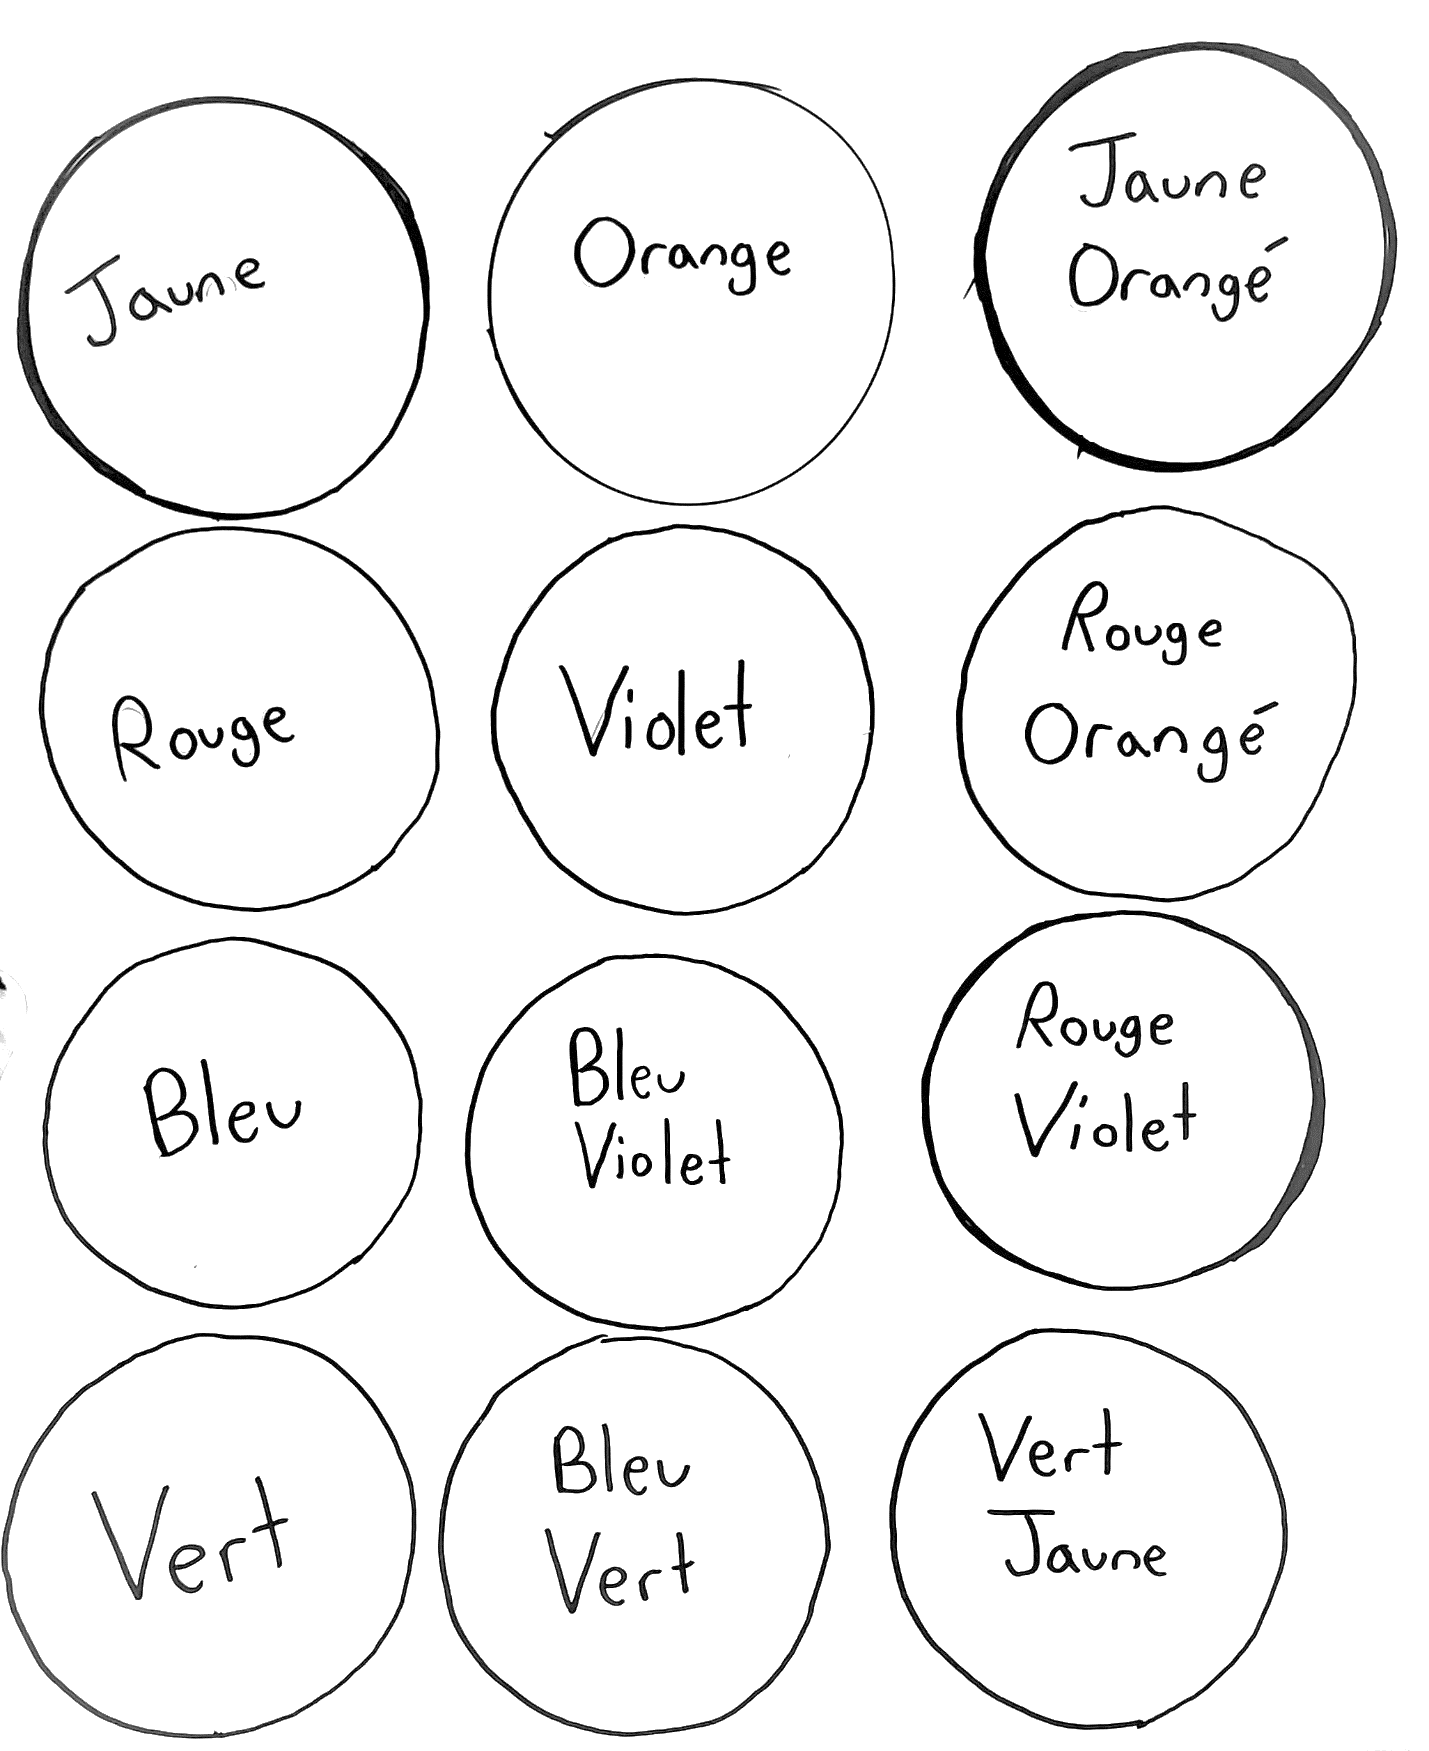 Jaune
Orange
Jaune
Orangé
Rouge
Violet
Rouge
Orangé
Bleu
Bleu
Violet
Rouge
Violet
Vert
Bleu
Vert
Vert
Jaune